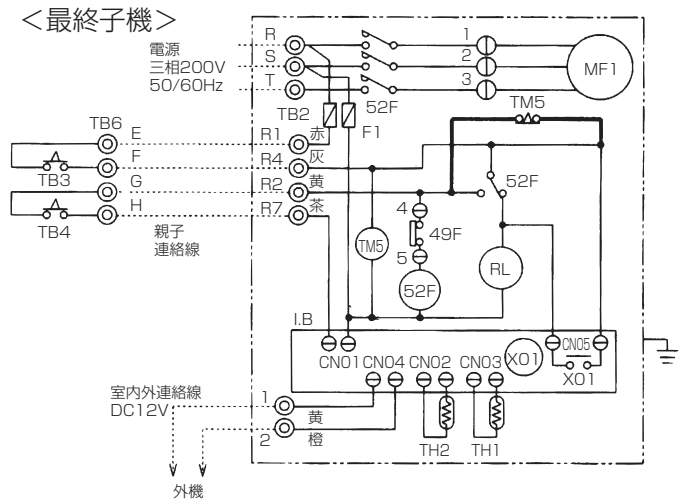 ＜最終子機＞
電源
三相200V
50/60Hz
R
S
T
TB2
52F
F1
1
2
3
MF1
TM5
TB6
E
F
G
H
TB3
TB4
親子
連絡線
R1
赤
R4
灰
R2
黄
R7
茶
TM5
4
49F
5
52F
52F
RL
I.B
CN01
CN04
CN02
CN03
X01
CN05
X01
室内外連絡線
DC12V
1
黄
2
橙
TH2
TH1
外機